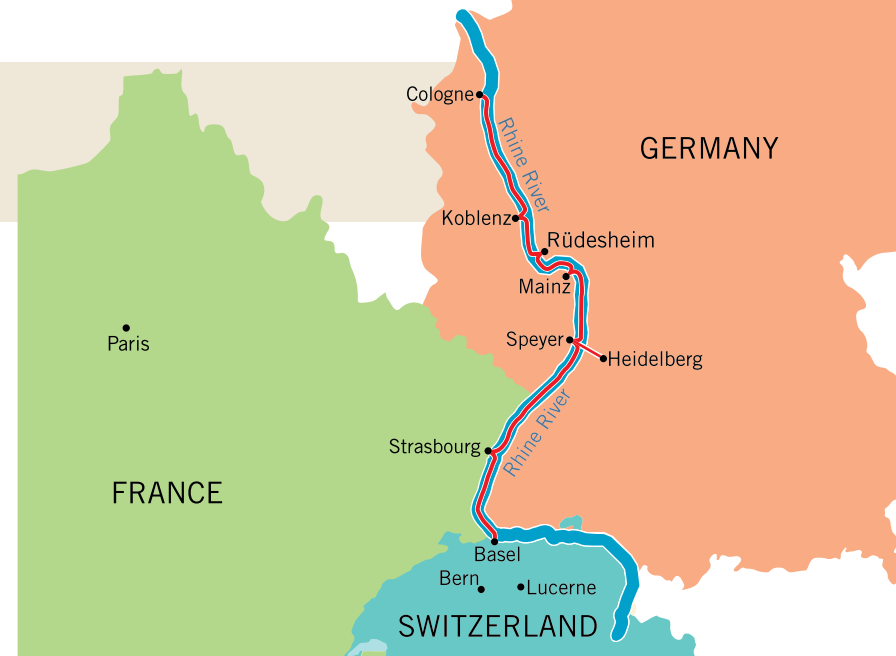 Cologne
Rhine River
GERMANY
Koblenz
Rüdesheim
Mainz
Paris
Speyer
Heidelberg
Rhine River
Strasbourg
FRANCE
Basel
Bern
Lucerne
SWITZERLAND